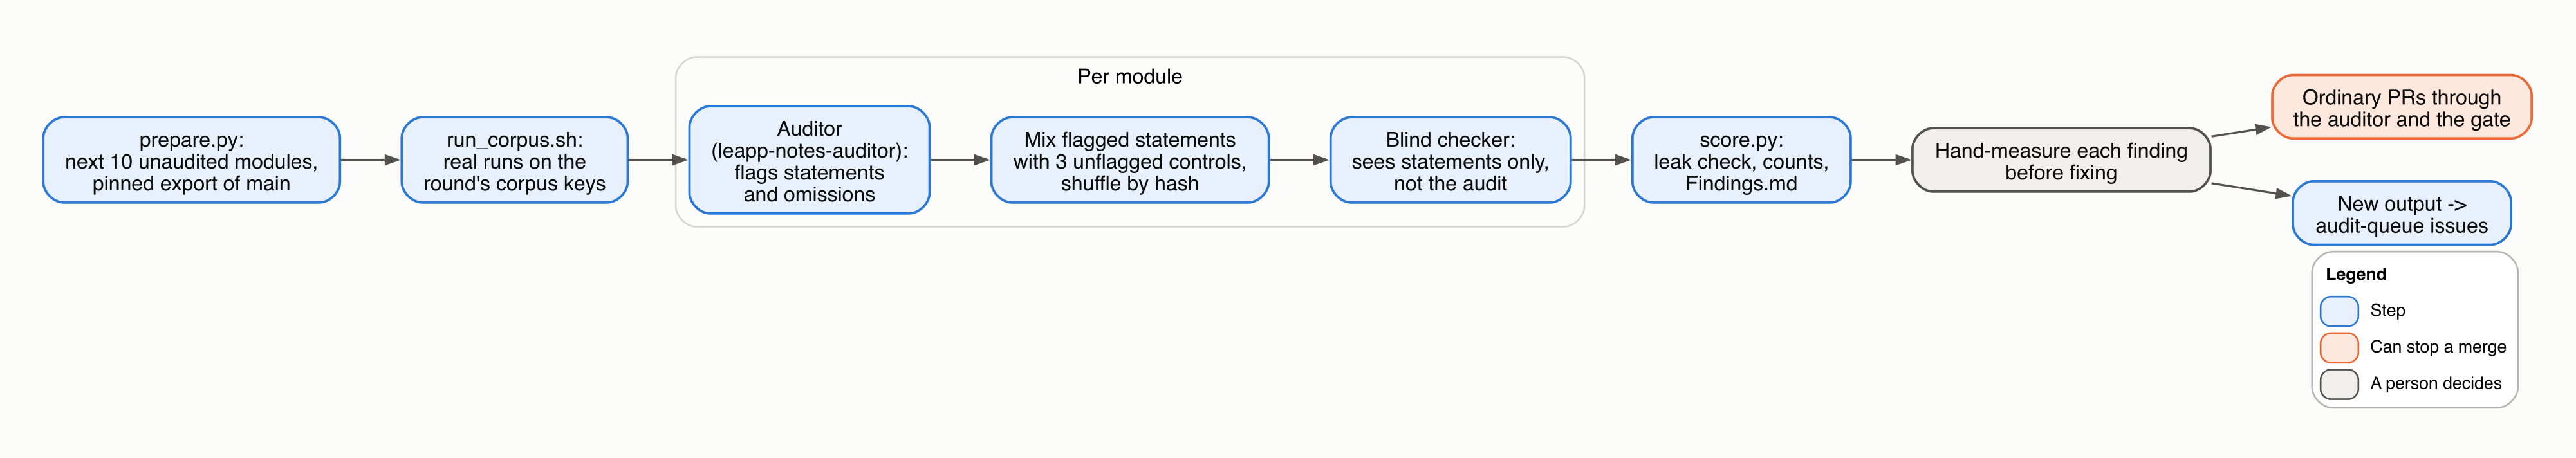 prepare.py:
next 10 unaudited modules,
pinned export of main
run_corpus.sh:
real runs on the
round's corpus keys
Per module
Auditor
(leapp-notes-auditor):
flags statements
and omissions
Mix flagged statements
with 3 unflagged controls,
shuffle by hash
Blind checker:
sees statements only,
not the audit
score.py:
leak check, counts,
Findings.md
Hand-measure each finding
before fixing
Ordinary PRs through
the auditor and the gate
New output ->
audit-queue issues
Legend
Step
Can stop a merge
A person decides